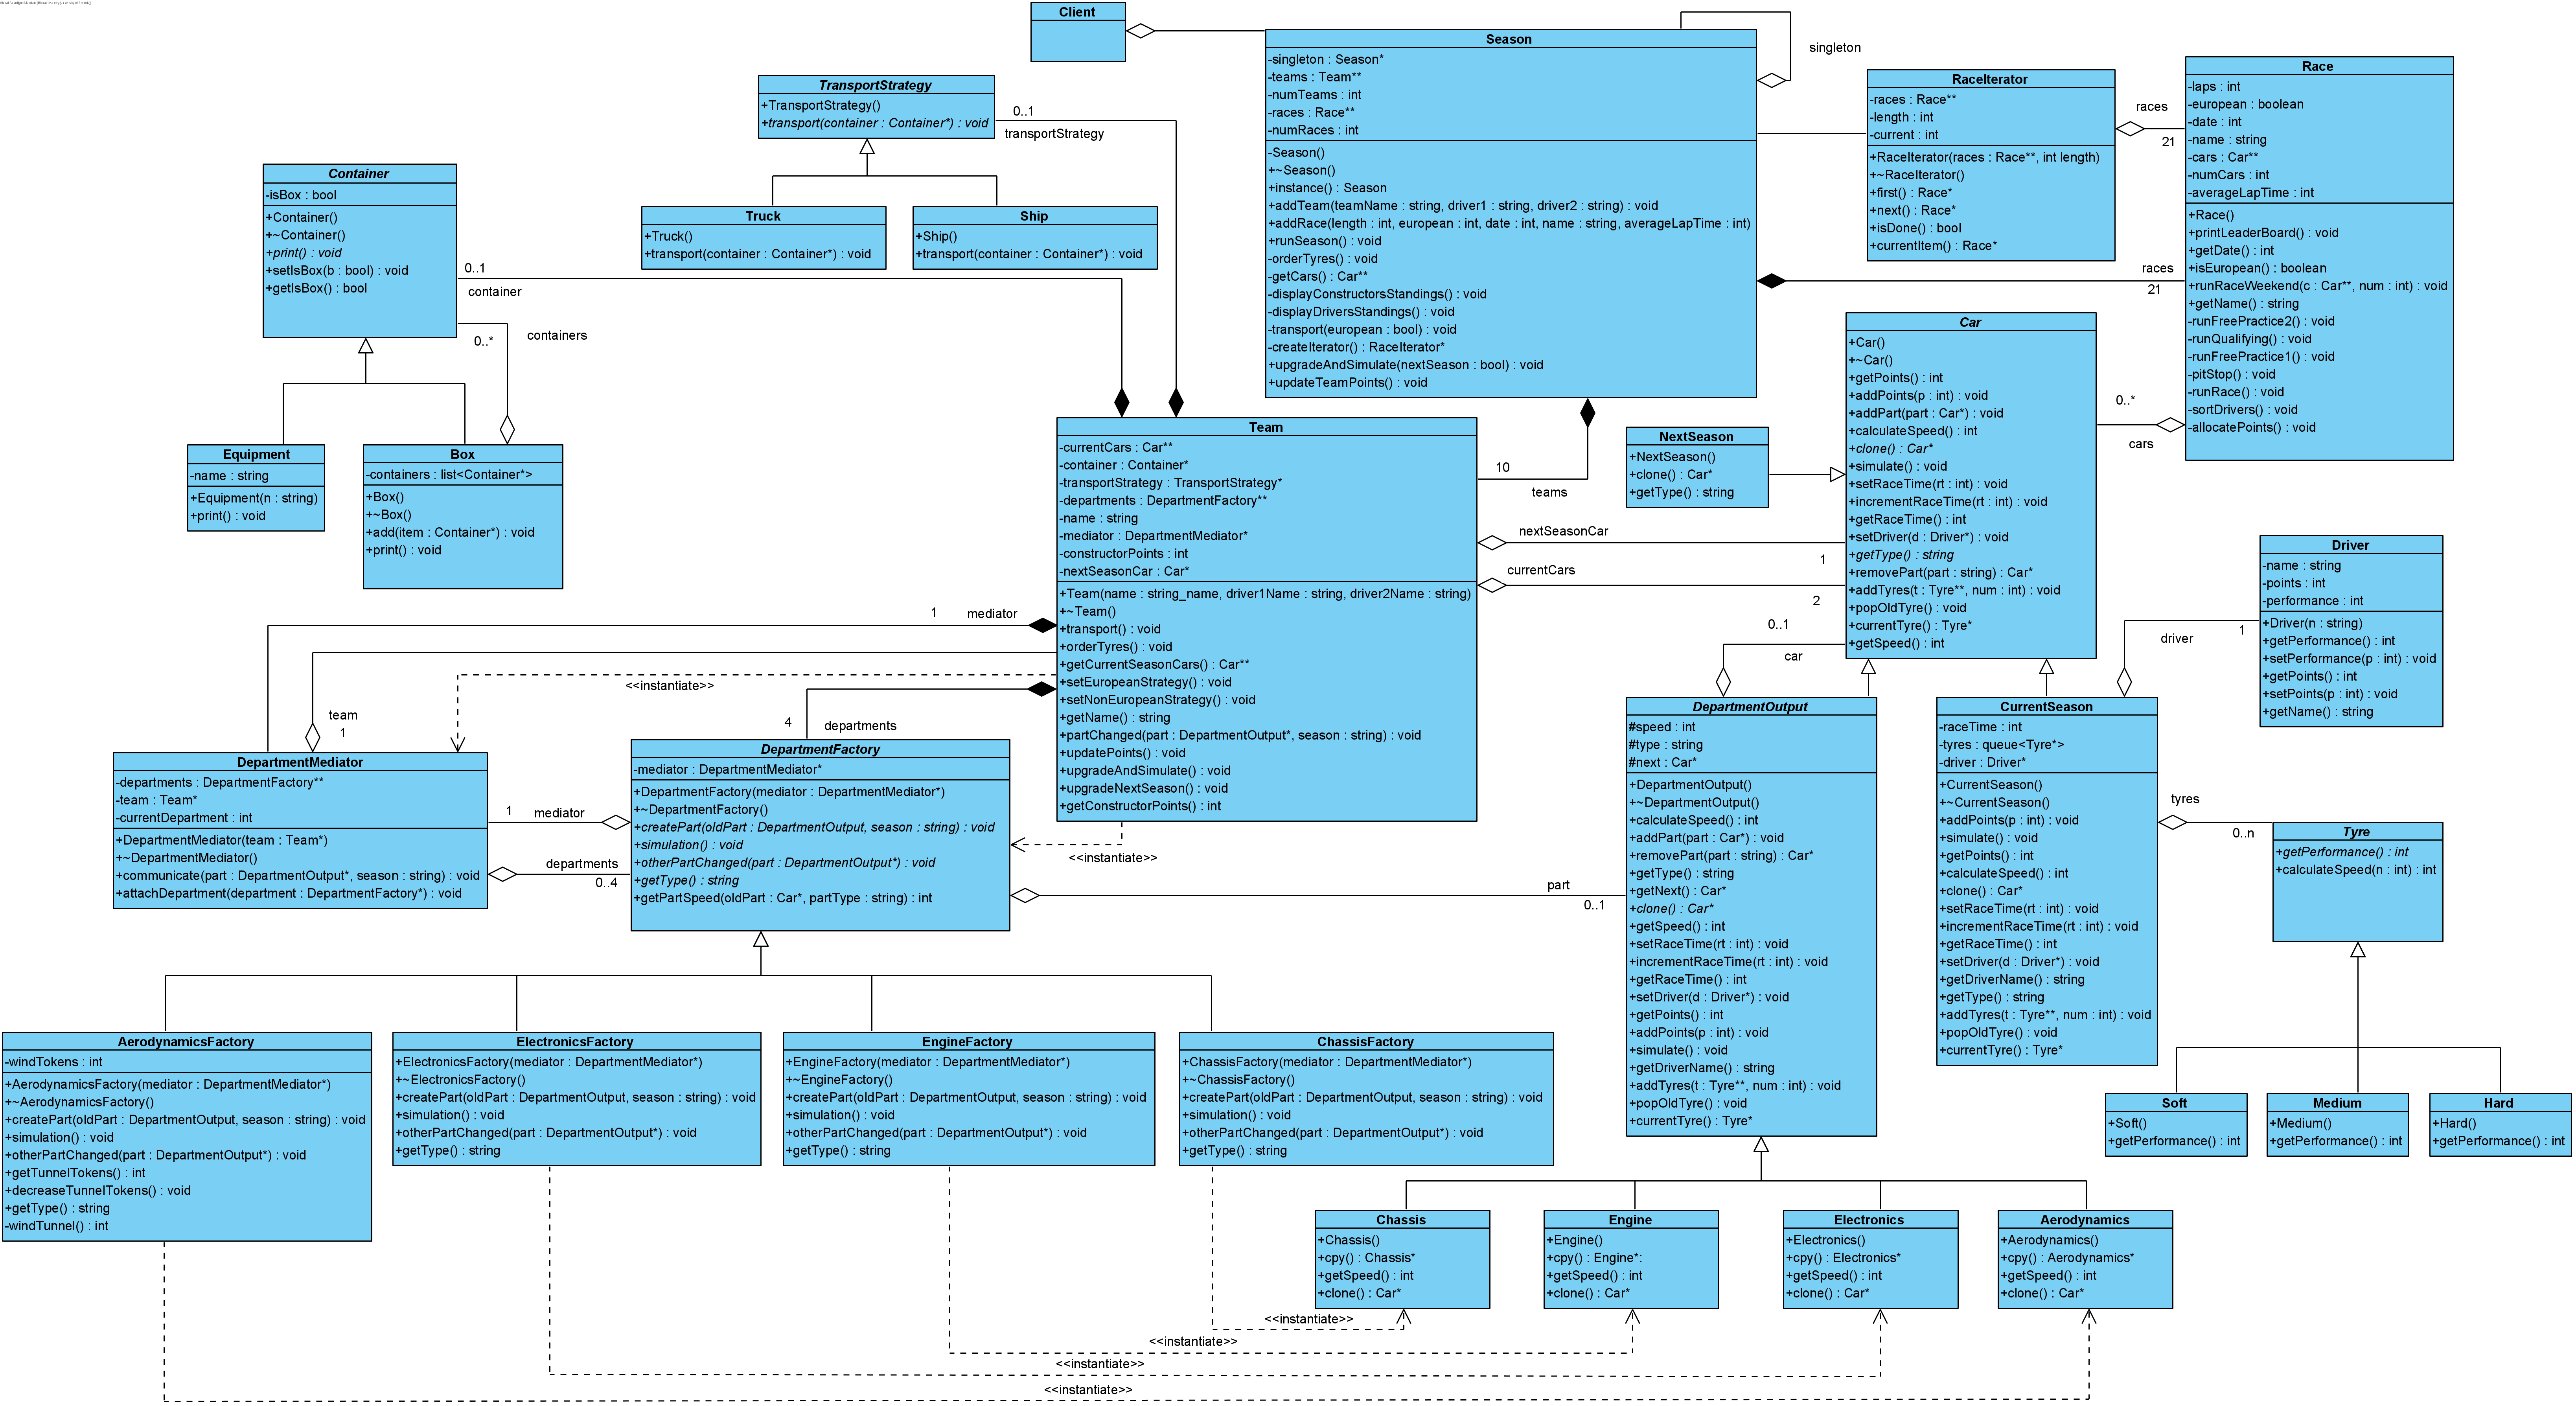 Client
Season
-singleton : Season*
-teams : Team**
-numTeams : int
-races : Race**
-numRaces : int
-Season()
+~Season()
+instance() : Season
+addTeam(teamName : string, driver1 : string, driver2 : string) : void
+addRace(length : int, european : int, date : int, name : string, averageLapTime : int)
+runSeason() : void
-orderTyres() : void
-getCars() : Car**
-displayConstructorsStandings() : void
-displayDriversStandings() : void
-transport(european : bool) : void
-createIterator() : RaceIterator*
+upgradeAndSimulate(nextSeason : bool) : void
+updateTeamPoints() : void
singleton
RaceIterator
-races : Race**
-length : int
-current : int
+RaceIterator(races : Race**, int length)
+~RaceIterator()
+first() : Race*
+next() : Race*
+isDone() : bool
+currentItem() : Race*
races
21
races
21
Race
-laps : int
-european : boolean
-date : int
-name : string
-cars : Car**
-numCars : int
-averageLapTime : int
+Race()
+printLeaderBoard() : void
+getDate() : int
+isEuropean() : boolean
+runRaceWeekend(c : Car**, num : int) : void
+getName() : string
-runFreePractice2() : void
-runQualifying() : void
-runFreePractice1() : void
-pitStop() : void
-runRace() : void
-sortDrivers() : void
-allocatePoints() : void
TransportStrategy
+TransportStrategy()
+transport(container : Container*) : void
0..1
transportStrategy
Truck
+Truck()
+transport(container : Container*) : void
Ship
+Ship()
+transport(container : Container*) : void
Container
-isBox : bool
+Container()
+~Container()
+print() : void
+setIsBox(b : bool) : void
+getIsBox() : bool
0..1
container
0..*
containers
Equipment
-name : string
+Equipment(n : string)
+print() : void
Box
-containers : list<Container*>
+Box()
+~Box()
+add(item : Container*) : void
+print() : void
Team
-currentCars : Car**
-container : Container*
-transportStrategy : TransportStrategy*
-departments : DepartmentFactory**
-name : string
-mediator : DepartmentMediator*
-constructorPoints : int
-nextSeasonCar : Car*
+Team(name : string_name, driver1Name : string, driver2Name : string)
+~Team()
+transport() : void
+orderTyres() : void
+getCurrentSeasonCars() : Car**
+setEuropeanStrategy() : void
+setNonEuropeanStrategy() : void
+getName() : string
+partChanged(part : DepartmentOutput*, season : string) : void
+updatePoints() : void
+upgradeAndSimulate() : void
+upgradeNextSeason() : void
+getConstructorPoints() : int
10
teams
nextSeasonCar
1
currentCars
2
NextSeason
+NextSeason()
+clone() : Car*
+getType() : string
Car
+Car()
+~Car()
+getPoints() : int
+addPoints(p : int) : void
+addPart(part : Car*) : void
+calculateSpeed() : int
+clone() : Car*
+simulate() : void
+setRaceTime(rt : int) : void
+incrementRaceTime(rt : int) : void
+getRaceTime() : int
+setDriver(d : Driver*) : void
+getType() : string
+removePart(part : string) : Car*
+addTyres(t : Tyre**, num : int) : void
+popOldTyre() : void
+currentTyre() : Tyre*
+getSpeed() : int
0..*
cars
0..1
car
Driver
-name : string
-points : int
-performance : int
+Driver(n : string)
+getPerformance() : int
+setPerformance(p : int) : void
+getPoints() : int
+setPoints(p : int) : void
+getName() : string
driver
1
1
mediator
<<instantiate>>
team
1
4
departments
DepartmentMediator
-departments : DepartmentFactory**
-team : Team*
-currentDepartment : int
+DepartmentMediator(team : Team*)
+~DepartmentMediator()
+communicate(part : DepartmentOutput*, season : string) : void
+attachDepartment(department : DepartmentFactory*) : void
1
mediator
departments
0..4
DepartmentFactory
-mediator : DepartmentMediator*
+DepartmentFactory(mediator : DepartmentMediator*)
+~DepartmentFactory()
+createPart(oldPart : DepartmentOutput, season : string) : void
+simulation() : void
+otherPartChanged(part : DepartmentOutput*) : void
+getType() : string
+getPartSpeed(oldPart : Car*, partType : string) : int
<<instantiate>>
part
0..1
DepartmentOutput
#speed : int
#type : string
#next : Car*
+DepartmentOutput()
+~DepartmentOutput()
+calculateSpeed() : int
+addPart(part : Car*) : void
+removePart(part : string) : Car*
+getType() : string
+getNext() : Car*
+clone() : Car*
+getSpeed() : int
+setRaceTime(rt : int) : void
+incrementRaceTime(rt : int) : void
+getRaceTime() : int
+setDriver(d : Driver*) : void
+getPoints() : int
+addPoints(p : int) : void
+simulate() : void
+getDriverName() : string
+addTyres(t : Tyre**, num : int) : void
+popOldTyre() : void
+currentTyre() : Tyre*
CurrentSeason
-raceTime : int
-tyres : queue<Tyre*>
-driver : Driver*
+CurrentSeason()
+~CurrentSeason()
+addPoints(p : int) : void
+simulate() : void
+getPoints() : int
+calculateSpeed() : int
+clone() : Car*
+setRaceTime(rt : int) : void
+incrementRaceTime(rt : int) : void
+getRaceTime() : int
+setDriver(d : Driver*) : void
+getDriverName() : string
+getType() : string
+addTyres(t : Tyre**, num : int) : void
+popOldTyre() : void
+currentTyre() : Tyre*
tyres
0..n
Tyre
+getPerformance() : int
+calculateSpeed(n : int) : int
Soft
+Soft()
+getPerformance() : int
Medium
+Medium()
+getPerformance() : int
Hard
+Hard()
+getPerformance() : int
AerodynamicsFactory
-windTokens : int
+AerodynamicsFactory(mediator : DepartmentMediator*)
+~AerodynamicsFactory()
+createPart(oldPart : DepartmentOutput, season : string) : void
+simulation() : void
+otherPartChanged(part : DepartmentOutput*) : void
+getTunnelTokens() : int
+decreaseTunnelTokens() : void
+getType() : string
-windTunnel() : int
ElectronicsFactory
+ElectronicsFactory(mediator : DepartmentMediator*)
+~ElectronicsFactory()
+createPart(oldPart : DepartmentOutput, season : string) : void
+simulation() : void
+otherPartChanged(part : DepartmentOutput*) : void
+getType() : string
EngineFactory
+EngineFactory(mediator : DepartmentMediator*)
+~EngineFactory()
+createPart(oldPart : DepartmentOutput, season : string) : void
+simulation() : void
+otherPartChanged(part : DepartmentOutput*) : void
+getType() : string
ChassisFactory
+ChassisFactory(mediator : DepartmentMediator*)
+~ChassisFactory()
+createPart(oldPart : DepartmentOutput, season : string) : void
+simulation() : void
+otherPartChanged(part : DepartmentOutput*) : void
+getType() : string
Chassis
+Chassis()
+cpy() : Chassis*
+getSpeed() : int
+clone() : Car*
Engine
+Engine()
+cpy() : Engine*:
+getSpeed() : int
+clone() : Car*
Electronics
+Electronics()
+cpy() : Electronics*
+getSpeed() : int
+clone() : Car*
Aerodynamics
+Aerodynamics()
+cpy() : Aerodynamics*
+getSpeed() : int
+clone() : Car*
<<instantiate>>
<<instantiate>>
<<instantiate>>
<<instantiate>>